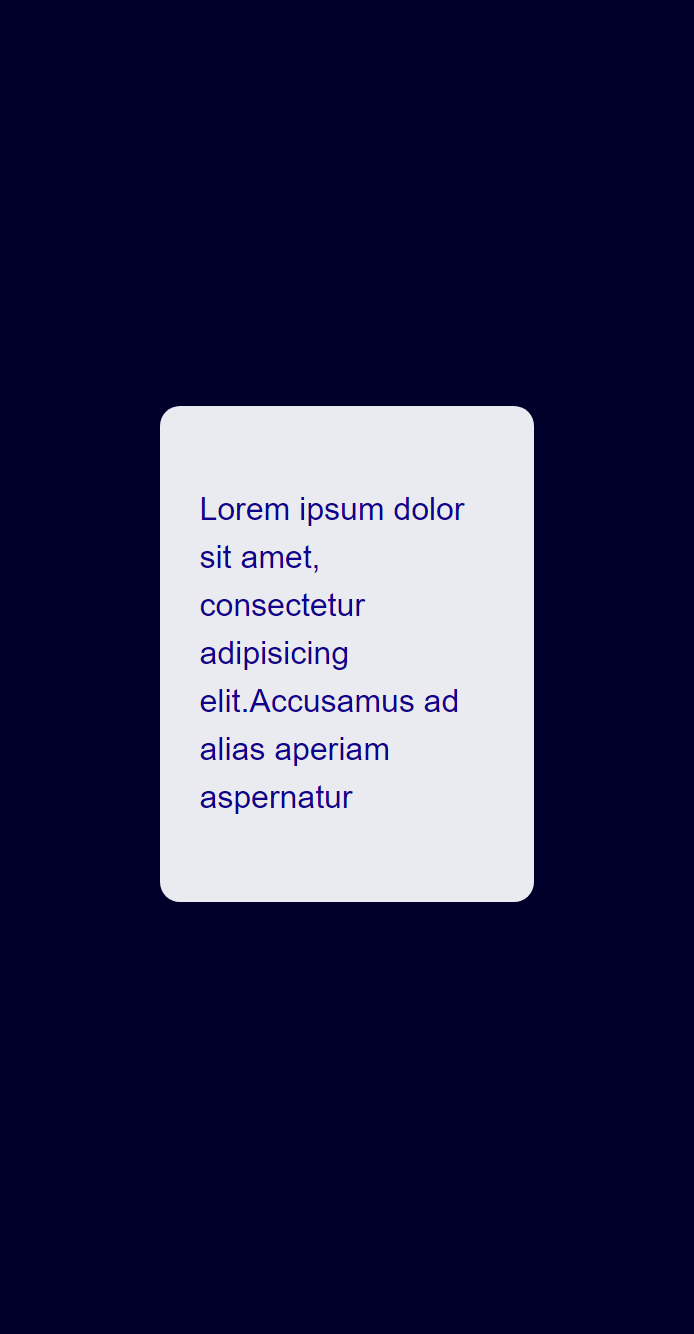 Lorem ipsum dolor
sit amet,
consectetur
adipisicing
elit.Accusamus ad
alias aperiam
aspernatur